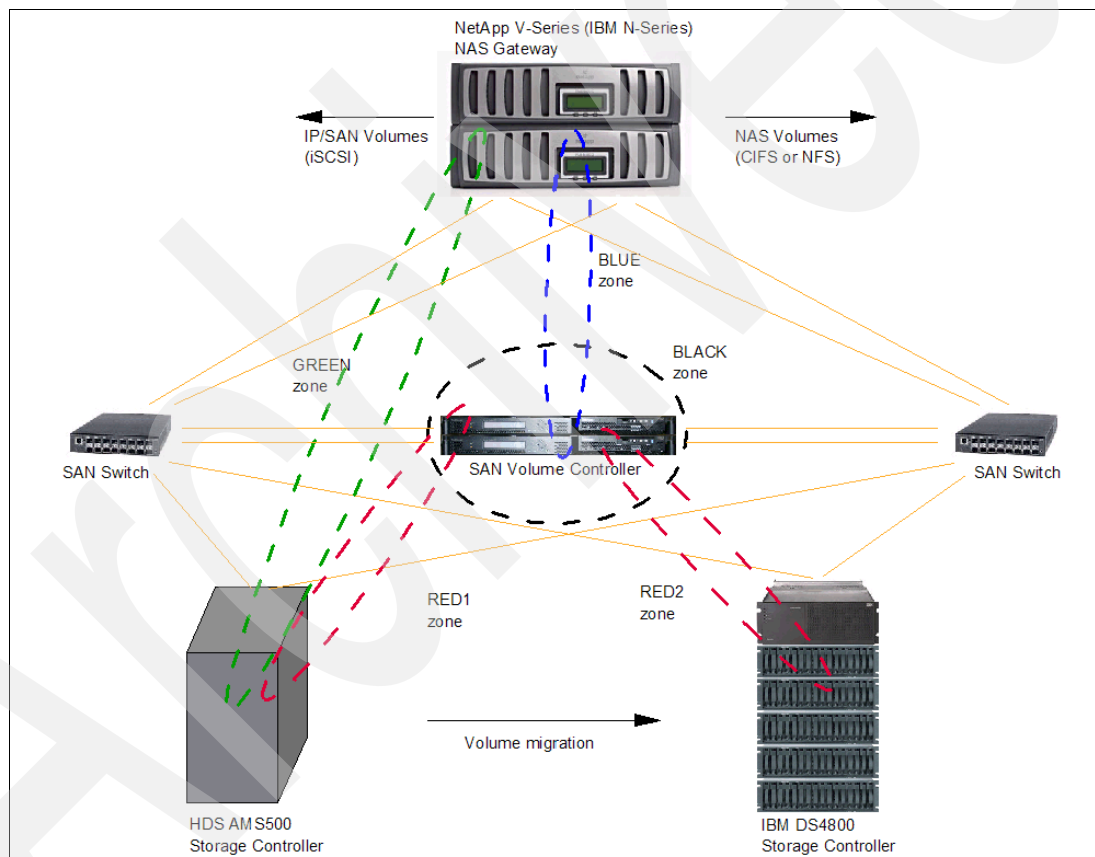 NetApp V-Series (IBM N-Series)
NAS Gateway
IP/SAN Volumes
(iSCSI)
NAS Volumes
(CIFS or NFS)
BLUE
zone
BLACK
zone
GREEN
zone
SAN Switch
SAN Volume Controller
SAN Switch
RED1
zone
RED2
zone
Volume migration
HDS AMS500
Storage Controller
IBM DS4800
Storage Controller